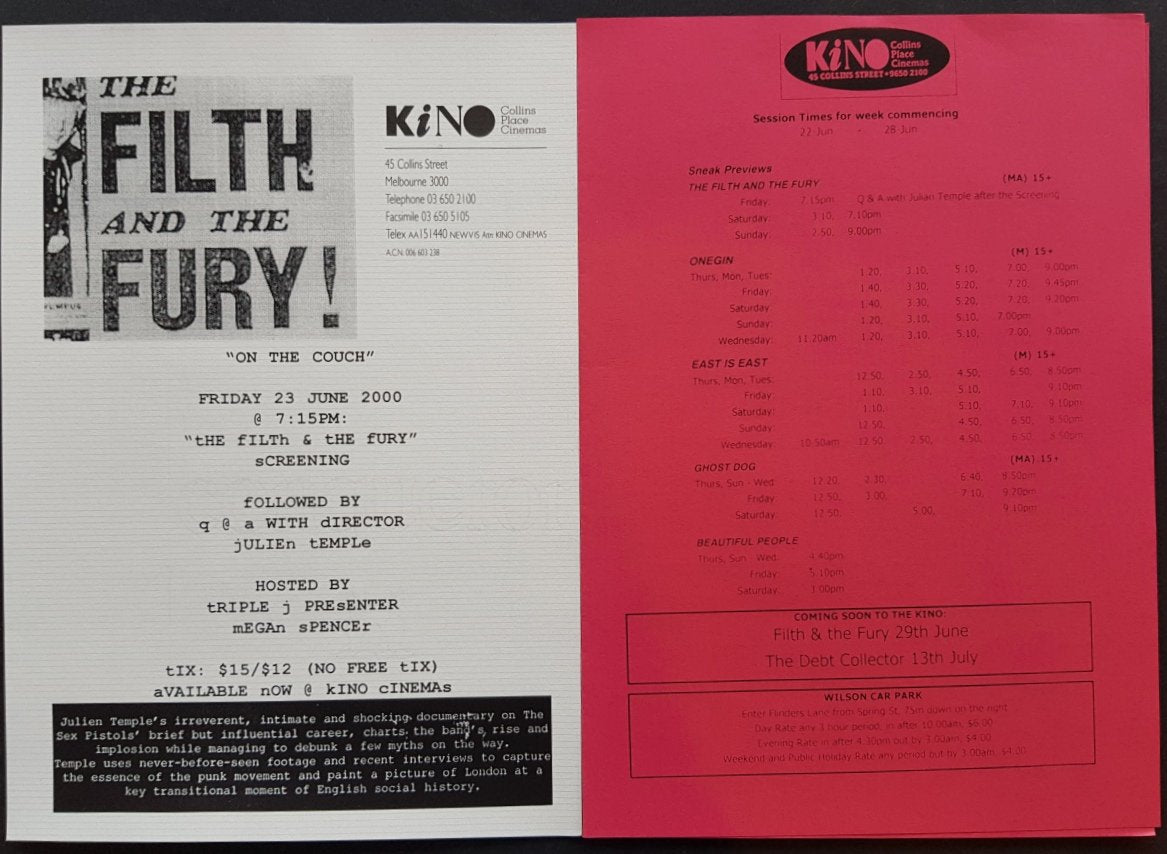 THE
FILTH
AND THE
FURY!
KiNO Collins Place Cinemas
45 Collins Street
Melbourne 3000
Telephone 03 650 2100
Facsimile 03 650 5105
Telex AA151440 NEWVIS Attn KINO CINEMAS
A.C.N. 006 603 238
"ON THE COUCH"
FRIDAY 23 JUNE 2000
@ 7:15PM:
"tHE fILTh & tHE fURY"
sCREENING
fOLLOWED BY
q @ a WITH dIRECTOR
jULIEn tEMPLe
HOSTED BY
tRIPLE j PREsENTER
mEGAn sPENCEr
tIX: $15/$12 (NO FREE tIX)
aVAILABLE nOW @ kINO cINEMAs
Julien Temple's irreverent, intimate and shocking documentary on The
Sex Pistols' brief but influential career, charts the band's rise and
implosion while managing to debunk a few myths on the way.
Temple uses never-before-seen footage and recent interviews to capture
the essence of the punk movement and paint a picture of London at a
key transitional moment of English social history.
KiNO Collins Place Cinemas
45 COLLINS STREET • 9650 2100
Session Times for week commencing
22 Jun - 28 Jun
Sneak Previews
THE FILTH AND THE FURY (MA) 15+
Friday: 7.15pm Q & A with Julian Temple after the Screening
Saturday: 3.10, 7.10pm
Sunday: 2.50, 9.00pm
ONEGIN (M) 15+
Thurs, Mon, Tues: 1.20, 3.10, 5.10, 7.00, 9.00pm
Friday: 1.40, 3.30, 5.20, 7.20, 9.45pm
Saturday: 1.40, 3.30, 5.20, 7.20, 9.20pm
Sunday: 1.20, 3.10, 5.10, 7.00pm
Wednesday: 11.20am 1.20, 3.10, 5.10, 7.00, 9.00pm
EAST IS EAST (M) 15+
Thurs, Mon, Tues: 12.50, 2.50, 4.50, 6.50, 8.50pm
Friday: 1.10, 3.10, 5.10, 9.10pm
Saturday: 1.10, 5.10, 7.10, 9.10pm
Sunday: 12.50, 4.50, 6.50, 8.50pm
Wednesday: 10.50am 12.50, 2.50, 4.50, 6.50, 8.50pm
GHOST DOG (MA) 15+
Thurs, Sun - Wed: 12.20, 2.30, 6.40, 8.50pm
Friday: 12.50, 3.00, 7.10, 9.20pm
Saturday: 12.50, 5.00, 9.10pm
BEAUTIFUL PEOPLE
Thurs, Sun - Wed: 4.40pm
Friday: 5.10pm
Saturday: 3.00pm
COMING SOON TO THE KINO:
Filth & the Fury 29th June
The Debt Collector 13th July
WILSON CAR PARK
Enter Flinders Lane from Spring St, 75m down on the right
Day Rate any 3 hour period, in after 10.00am, $6.00
Evening Rate in after 4.30pm out by 3.00am, $4.00
Weekend and Public Holiday Rate any period out by 3.00am, $4.00